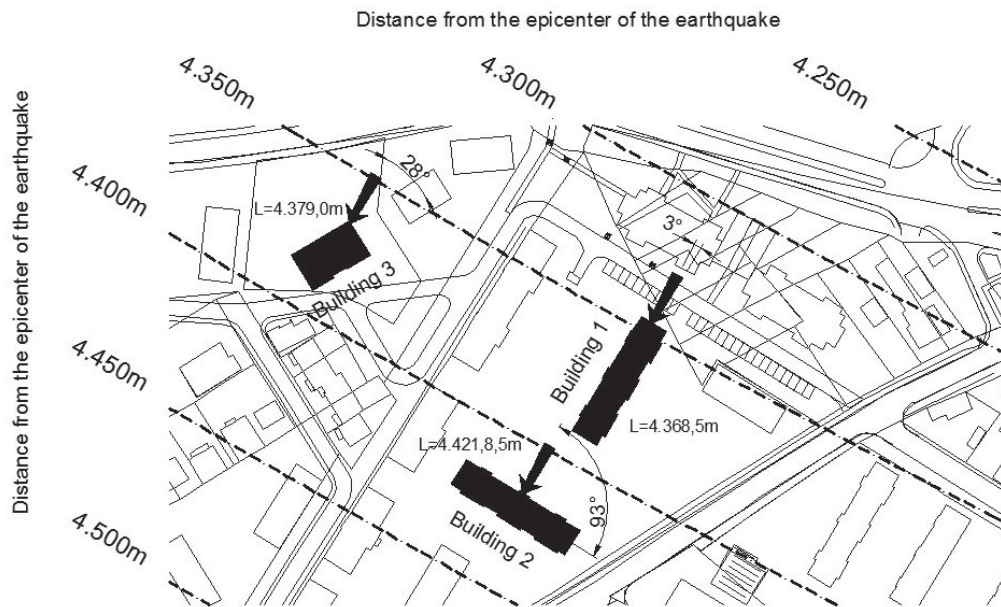 Distance from the epicenter of the earthquake
Distance from the epicenter of the earthquake
4.350m
4.300m
4.250m
4.400m
4.450m
4.500m
28°
L=4.379,0m
Building 3
3°
Building 1
L=4.368,5m
L=4.421,8,5m
93°
Building 2